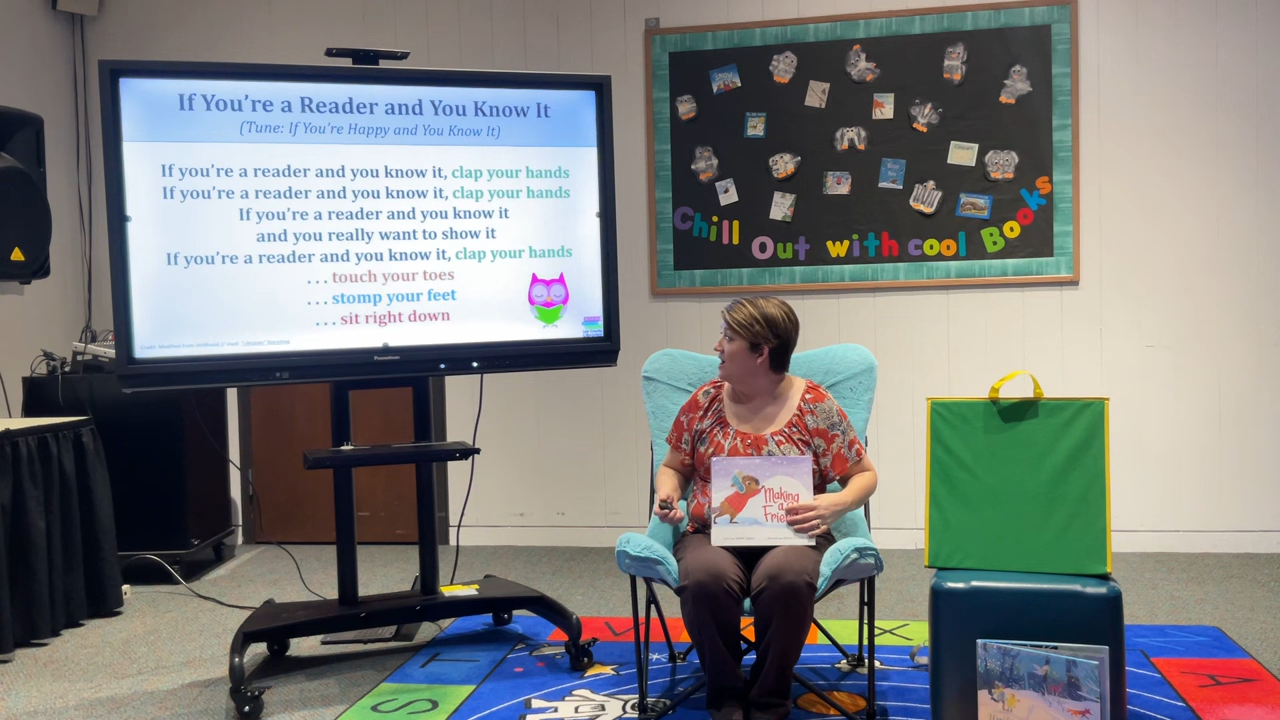 If You're a Reader and You Know It
(Tune: If You're Happy and You Know It)
If you're a reader and you know it, clap your hands
If you're a reader and you know it, clap your hands
If you're a reader and you know it
and you really want to show it
If you're a reader and you know it, clap your hands
. . . touch your toes
. . . stomp your feet
. . . sit right down
Promethean
Chill Out with cool Books
Making
a
Friend
T
S
X
A